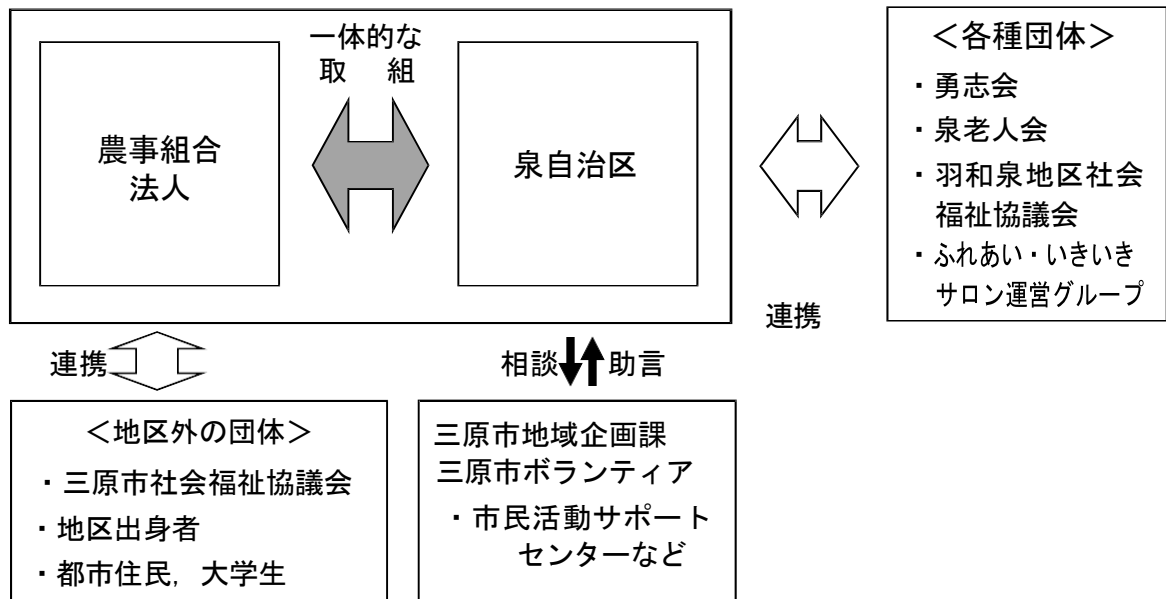 一体的な
取 組
農事組合
法人
泉自治区
＜各種団体＞
・勇志会
・泉老人会
・羽和泉地区社会
福祉協議会
・ふれあい・いきいき
サロン運営グループ
連携
連携
相談
助言
＜地区外の団体＞
・三原市社会福祉協議会
・地区出身者
・都市住民，大学生
三原市地域企画課
三原市ボランティア
・市民活動サポート
センターなど